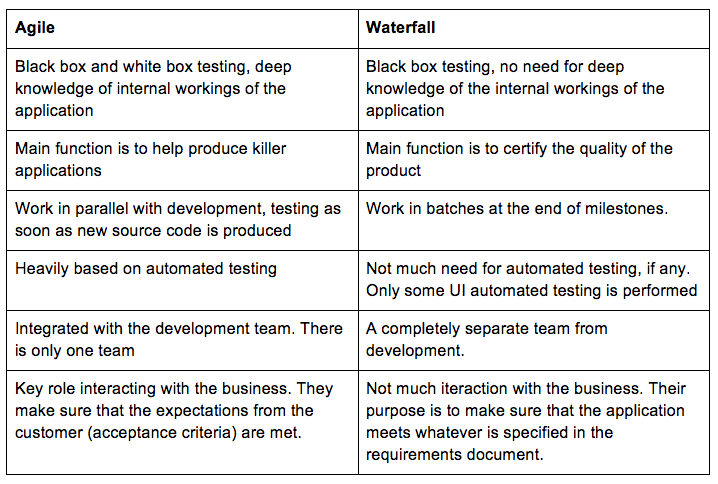 Agile
Waterfall
Black box and white box testing, deep
knowledge of internal workings of the
application
Black box testing, no need for deep
knowledge of the internal workings of the
application
Main function is to help produce killer
applications
Main function is to certify the quality of the
product
Work in parallel with development, testing as
soon as new source code is produced
Work in batches at the end of milestones.
Heavily based on automated testing
Not much need for automated testing, if any.
Only some UI automated testing is performed
Integrated with the development team. There
is only one team
A completely separate team from
development.
Key role interacting with the business. They
make sure that the expectations from the
customer (acceptance criteria) are met.
Not much iteraction with the business. Their
purpose is to make sure that the application
meets whatever is specified in the
requirements document.